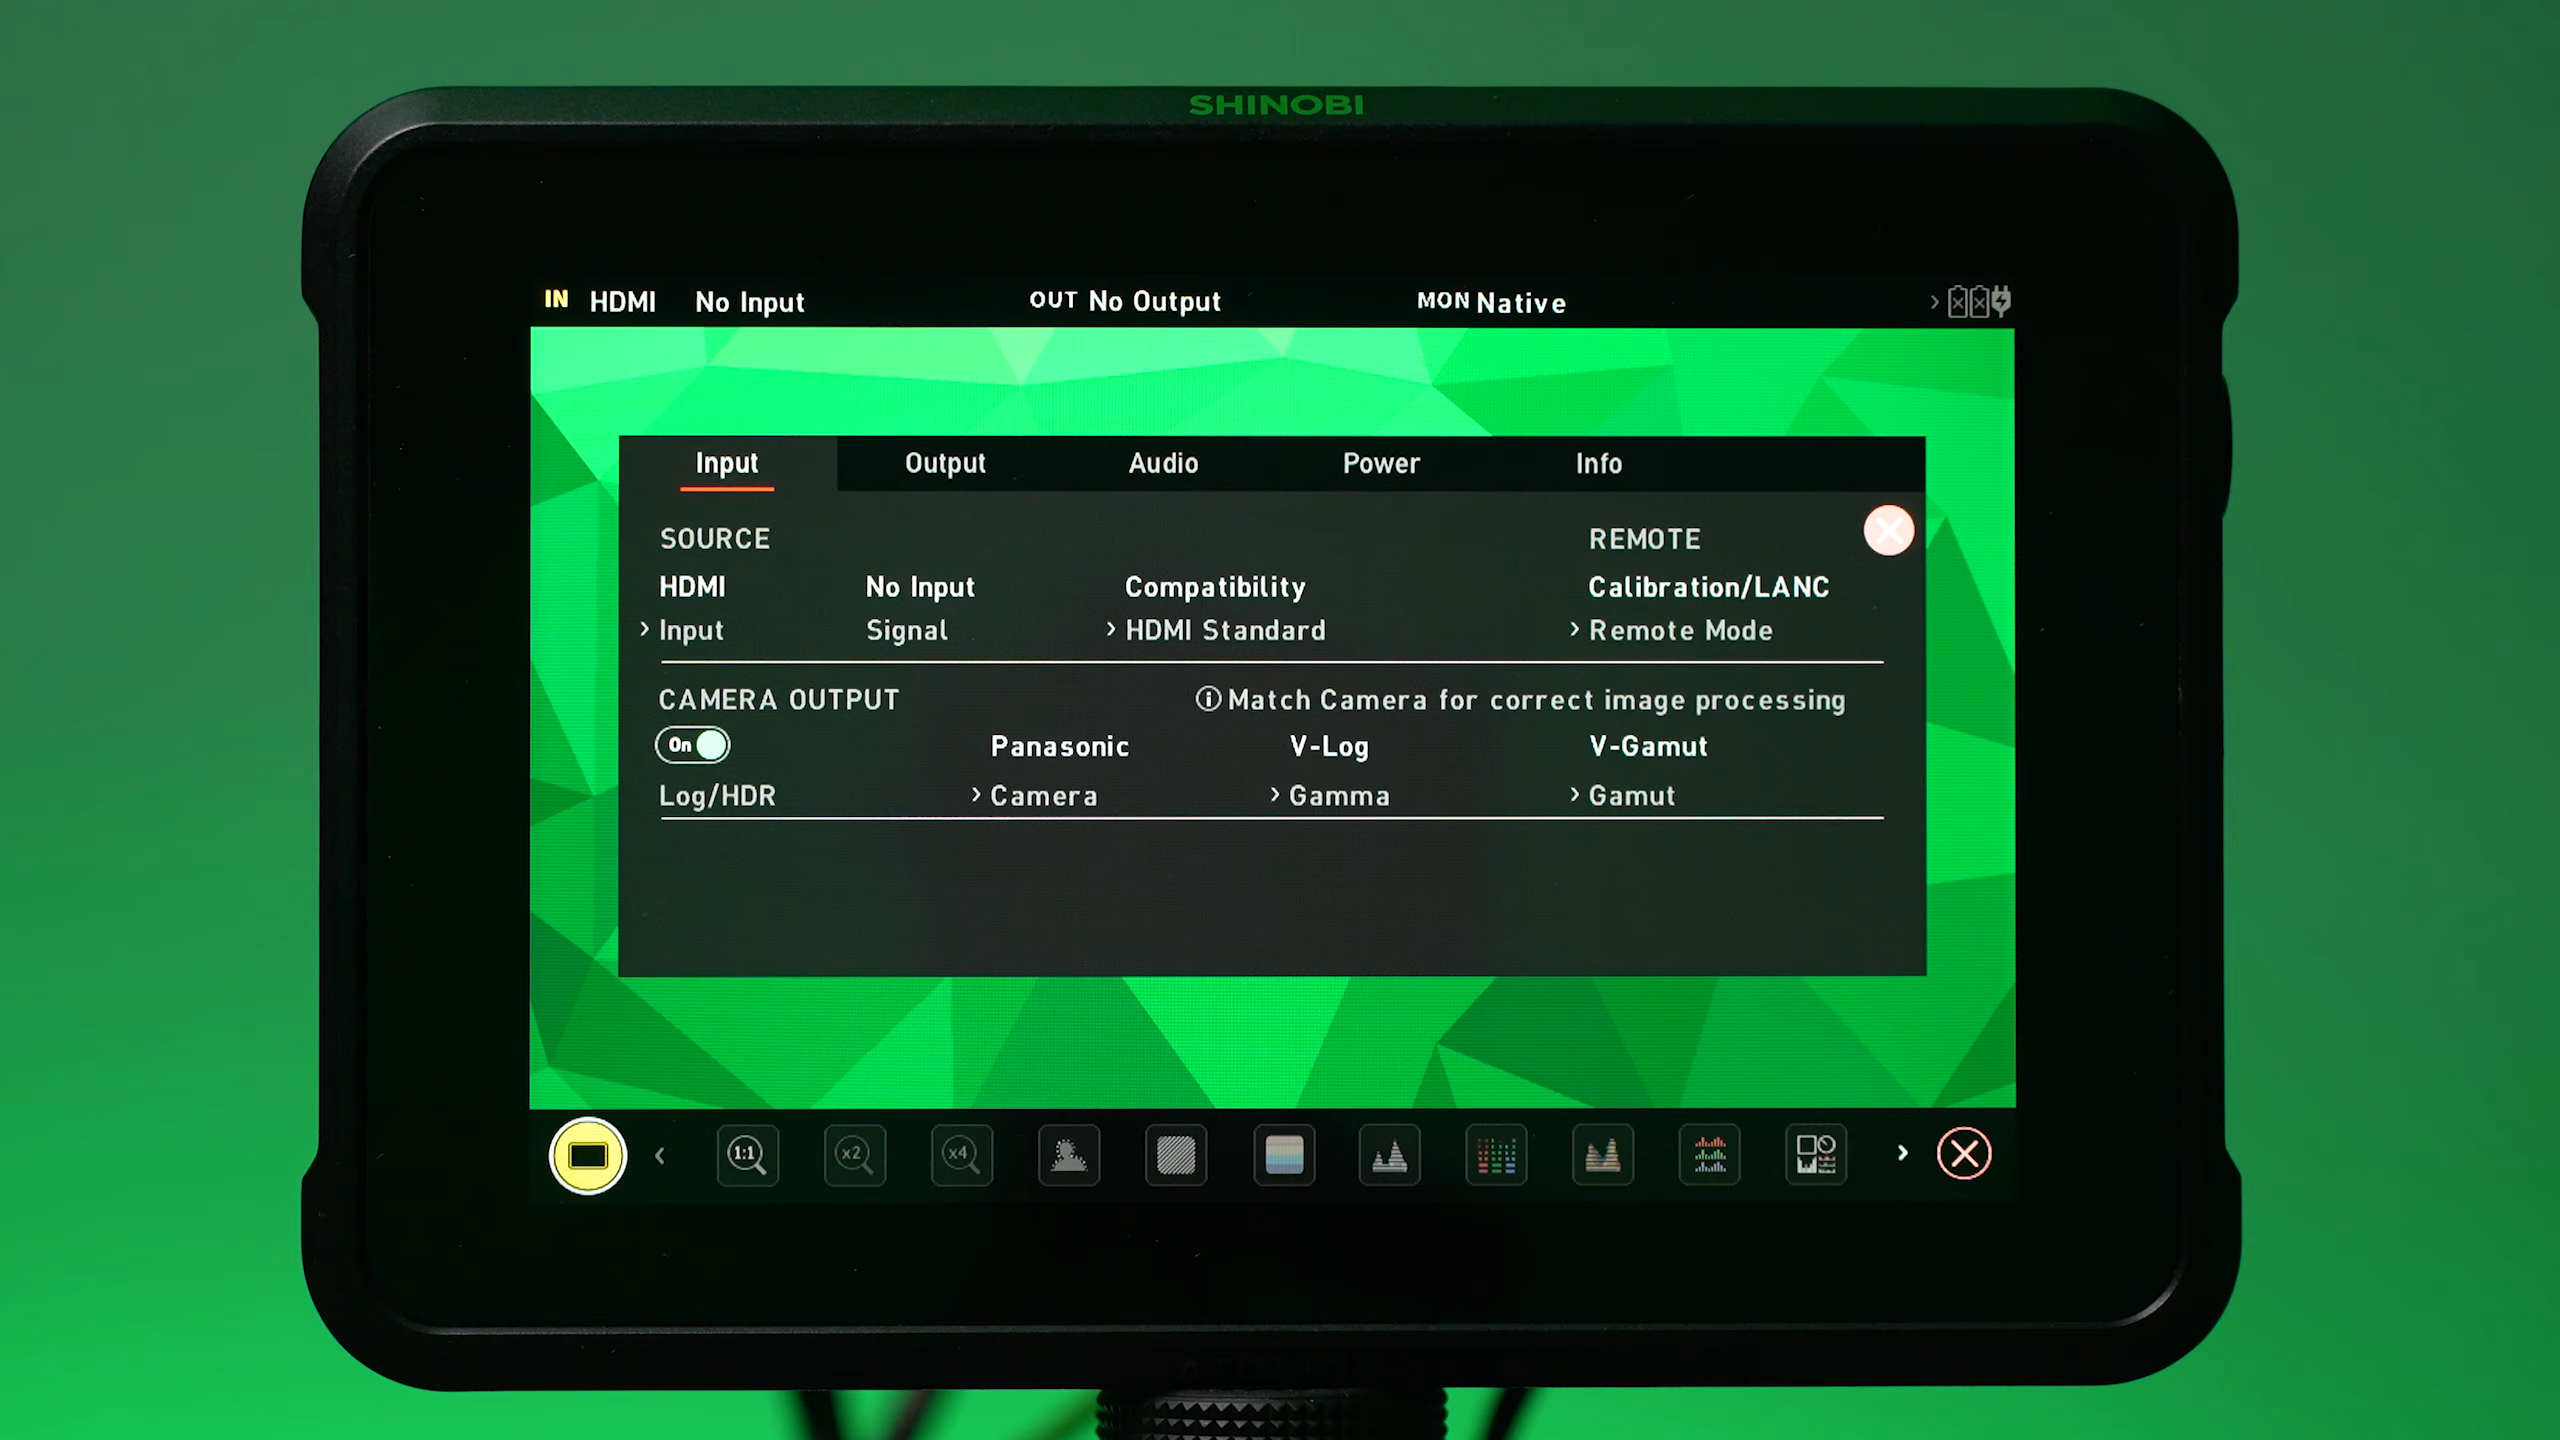 SHINOBI
IN HDMI No Input OUT No Output MON Native
Input Output Audio Power Info
SOURCE REMOTE
HDMI No Input Compatibility Calibration/LANC
Input Signal HDMI Standard Remote Mode
CAMERA OUTPUT Match Camera for correct image processing
On Panasonic V-Log V-Gamut
Log/HDR Camera Gamma Gamut
1:1 x2 x4